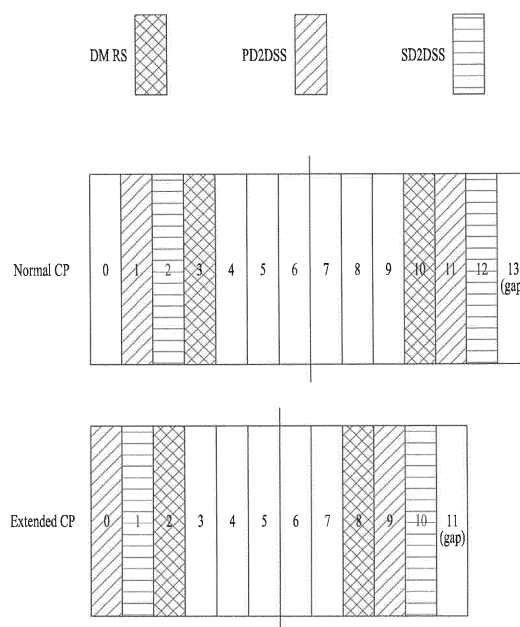 DM RS PD2DSS SD2DSS
Normal CP 0 1 2 3 4 5 6 7 8 9 10 11 12 13
(gap)
Extended CP 0 1 2 3 4 5 6 7 8 9 10 11
(gap)